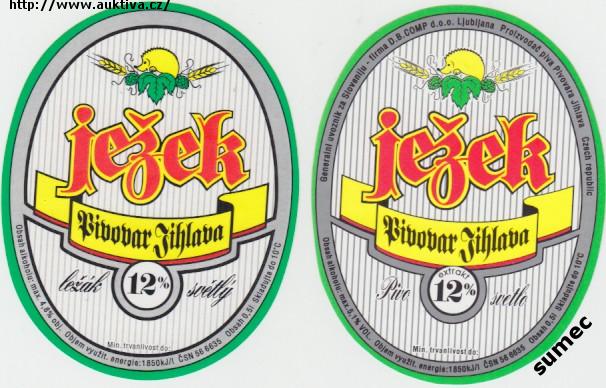 http://www.auktiva.cz/
ježek
Pivovar Jihlava
ležák 12% světlý
Obsah alkoholu: max. 4,8% obj. Objem využit. energie: 1850kJ/l ČSN 56 6635 Obsah 0,5l Skladujte do 10°C
Min. trvanlivost do:
Generalni uvoznik za Slovenijo - firma D.B.COMP d.o.o. Ljubljana Proizvodač piva Pivovara Jihlava Czech republic
ježek
Pivovar Jihlava
extrakt
Pivo 12% svetlo
Obsah alkoholu: max. 5,1% VOL. Objem využit. energie: 1850kJ/l ČSN 56 6635 Obsah 0,5l Skladujte do 10°C
Min. trvanlivost do:
sumec